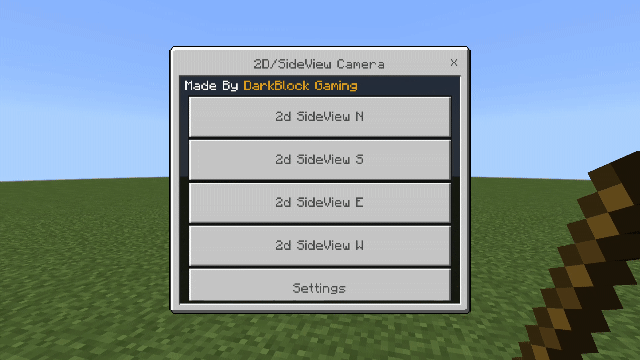 2D/SideView Camera
Made By DarkBlock Gaming
2d SideView N
2d SideView S
2d SideView E
2d SideView W
Settings